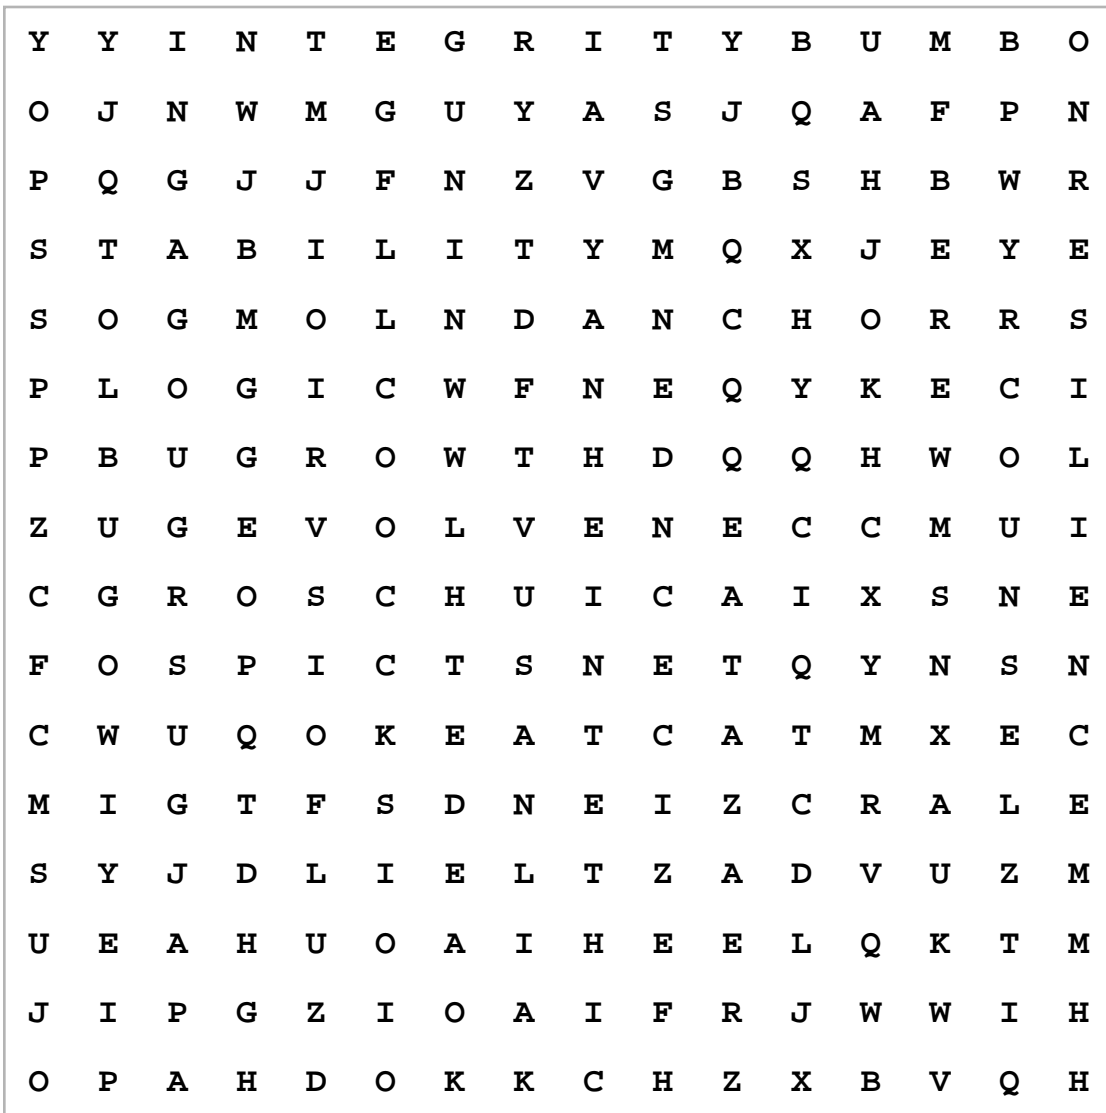 Y Y I N T E G R I T Y B U M B O
O J N W M G U Y A S J Q A F P N
P Q G J J F N Z V G B S H B W R
S T A B I L I T Y M Q X J E Y E
S O G M O L N D A N C H O R R S
P L O G I C W F N E Q Y K E C I
P B U G R O W T H D Q Q H W O L
Z U G E V O L V E N E C C M U I
C G R O S C H U I C A I X S N E
F O S P I C T S N E T Q Y N S N
C W U Q O K E A T C A T M X E C
M I G T F S D N E I Z C R A L E
S Y J D L I E L T Z A D V U Z M
U E A H U O A I H E E L Q K T M
J I P G Z I O A I F R J W W I H
O P A H D O K K C H Z X B V Q H